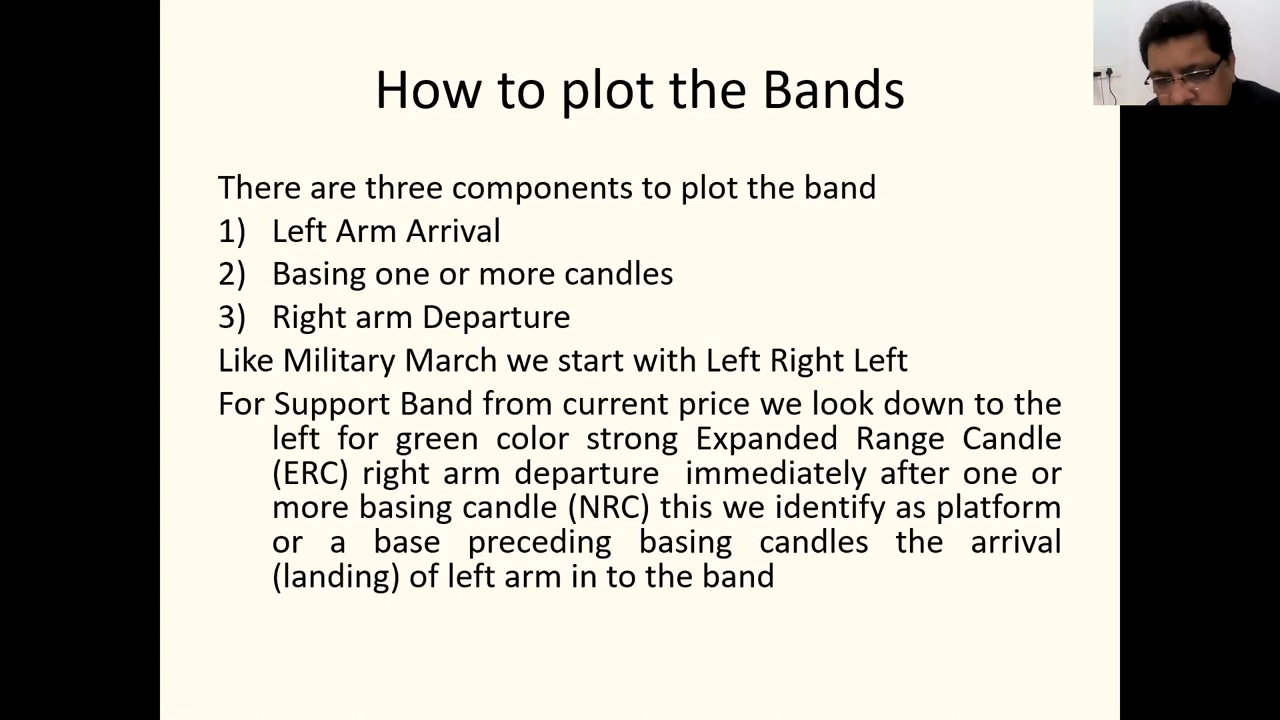 How to plot the Bands
There are three components to plot the band
1) Left Arm Arrival
2) Basing one or more candles
3) Right arm Departure
Like Military March we start with Left Right Left
For Support Band from current price we look down to the
left for green color strong Expanded Range Candle
(ERC) right arm departure immediately after one or
more basing candle (NRC) this we identify as platform
or a base preceding basing candles the arrival
(landing) of left arm in to the band